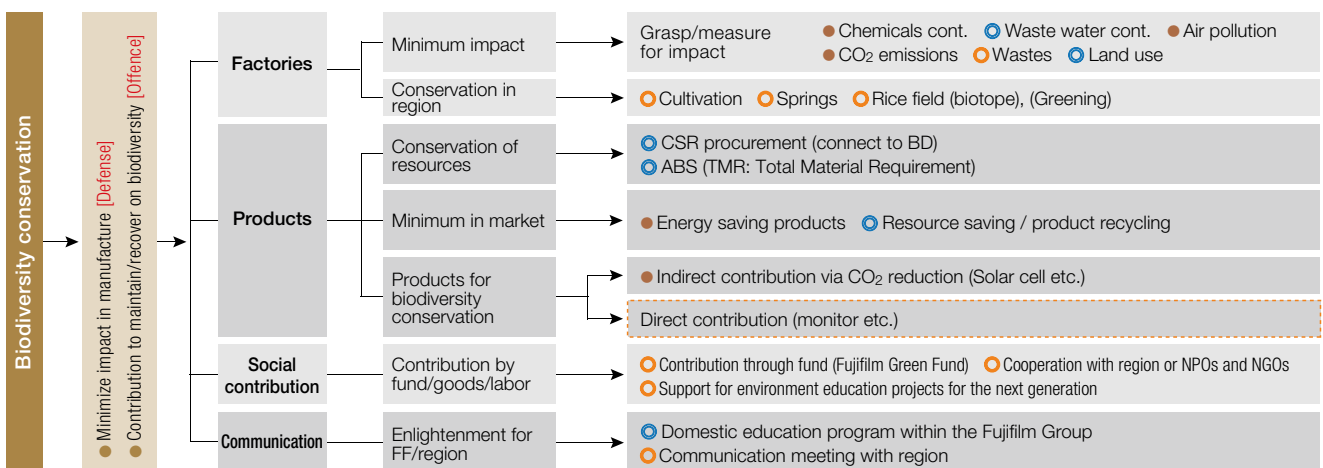 Biodiversity conservation
● Minimize impact in manufacture [Defense]
● Contribution to maintain/recover on biodiversity [Offence]
Factories
Minimum impact
Grasp/measure
for impact
● Chemicals cont. ◎ Waste water cont. ● Air pollution
● CO₂ emissions ○ Wastes ◎ Land use
Conservation in
region
○ Cultivation ○ Springs ○ Rice field (biotope), (Greening)
Products
Conservation of
resources
◎ CSR procurement (connect to BD)
◎ ABS (TMR: Total Material Requirement)
Minimum in market
● Energy saving products ◎ Resource saving / product recycling
Products for
biodiversity
conservation
● Indirect contribution via CO₂ reduction (Solar cell etc.)
Direct contribution (monitor etc.)
Social
contribution
Contribution by
fund/goods/labor
○ Contribution through fund (Fujifilm Green Fund) ○ Cooperation with region or NPOs and NGOs
○ Support for environment education projects for the next generation
Communication
Enlightenment for
FF/region
◎ Domestic education program within the Fujifilm Group
○ Communication meeting with region